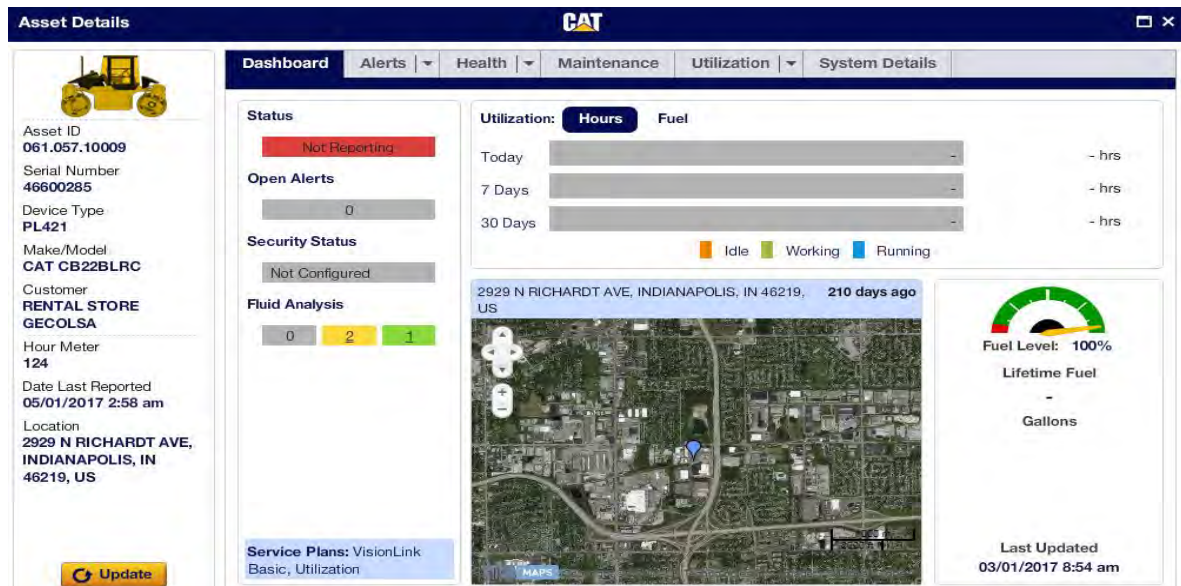 Asset Details
CAT
Dashboard
Alerts
Health
Maintenance
Utilization
System Details
Asset ID
061.057.10009
Serial Number
46600285
Device Type
PL421
Make/Model
CAT CB22BLRC
Customer
RENTAL STORE
GECOLSA
Hour Meter
124
Date Last Reported
05/01/2017 2:58 am
Location
2929 N RICHARDT AVE,
INDIANAPOLIS, IN
46219, US
Update
Status
Not Reporting
Open Alerts
0
Security Status
Not Configured
Fluid Analysis
0 2 1
Service Plans: VisionLink
Basic, Utilization
Utilization: Hours Fuel
Today - - hrs
7 Days - - hrs
30 Days - - hrs
Idle Working Running
2929 N RICHARDT AVE, INDIANAPOLIS, IN 46219, 210 days ago
US
MAPS
Fuel Level: 100%
Lifetime Fuel
-
Gallons
Last Updated
03/01/2017 8:54 am